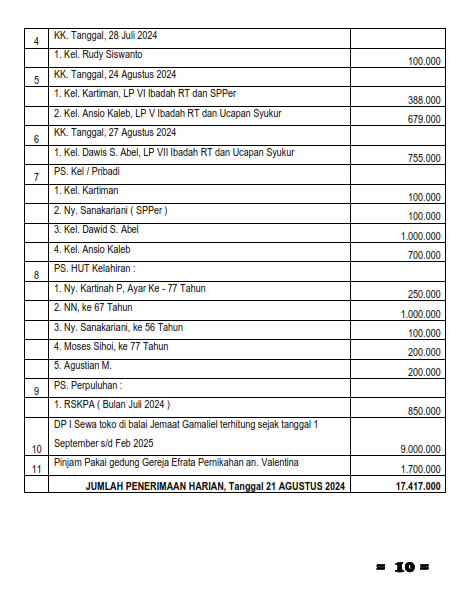 4 KK. Tanggal, 28 Juli 2024
1. Kel. Rudy Siswanto 100.000
5 KK. Tanggal, 24 Agustus 2024
1. Kel. Kartiman, LP VI Ibadah RT dan SPPer 388.000
2. Kel. Ansio Kaleb, LP V Ibadah RT dan Ucapan Syukur 679.000
6 KK. Tanggal, 27 Agustus 2024
1. Kel. Dawis S. Abel, LP VII Ibadah RT dan Ucapan Syukur 755.000
7 PS. Kel / Pribadi
1. Kel. Kartiman 100.000
2. Ny. Sanakariani ( SPPer ) 100.000
3. Kel. Dawid S. Abel 1.000.000
4. Kel. Ansio Kaleb 700.000
8 PS. HUT Kelahiran :
1. Ny. Kartinah P, Ayar Ke - 77 Tahun 250.000
2. NN, ke 67 Tahun 1.000.000
3. Ny. Sanakariani, ke 56 Tahun 100.000
4. Moses Sihoi, ke 77 Tahun 200.000
5. Agustian M. 200.000
9 PS. Perpuluhan :
1. RSKPA ( Bulan Juli 2024 ) 850.000
DP I Sewa toko di balai Jemaat Gamaliel terhitung sejak tanggal 1
10 September s/d Feb 2025 9.000.000
11 Pinjam Pakai gedung Gereja Efrata Pernikahan an. Valentina 1.700.000
JUMLAH PENERIMAAN HARIAN, Tanggal 21 AGUSTUS 2024 17.417.000
= 10 =